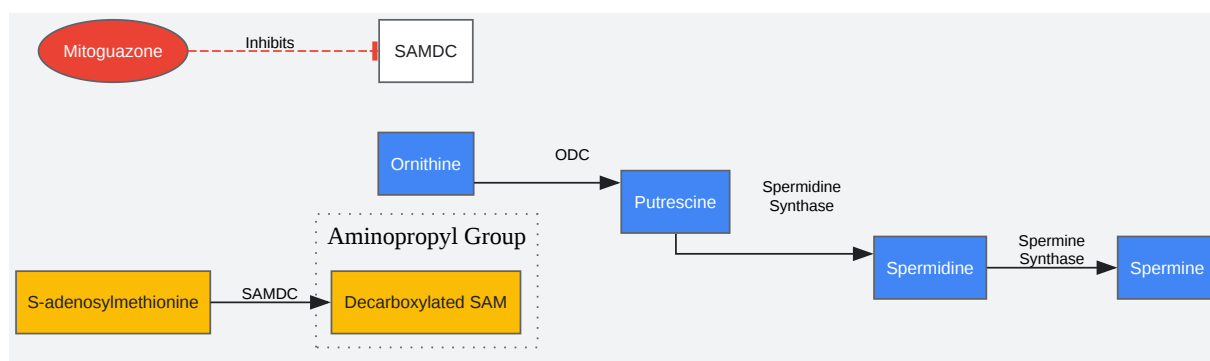 Mitoguazone
Inhibits
SAMDC
Ornithine
ODC
Putrescine
Spermidine
Synthase
Aminopropyl Group
Spermidine
Spermine
Synthase
Spermine
S-adenosylmethionine
SAMDC
Decarboxylated SAM